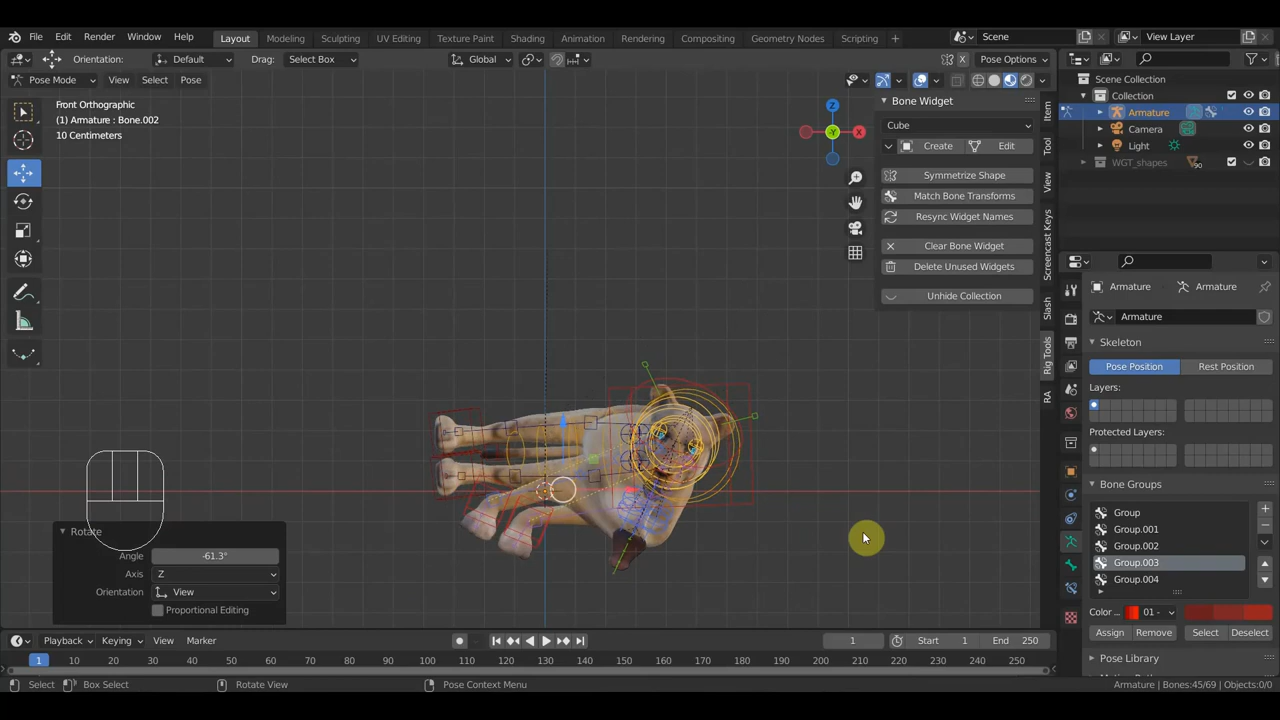 File Edit Render Window Help Layout Modeling Sculpting UV Editing Texture Paint Shading Animation Rendering Compositing Geometry Nodes Scripting + Scene View Layer
Orientation: Default Drag: Select Box Global Pose Options
Pose Mode View Select Pose
Front Orthographic
(1) Armature : Bone.002
10 Centimeters
Z
X
-Y
Bone Widget
Cube
Create Edit
Symmetrize Shape
Match Bone Transforms
Resync Widget Names
Clear Bone Widget
Delete Unused Widgets
Unhide Collection
Item
Tool
View
Screencast Keys
Slash
Rig Tools
RA
Scene Collection
Collection
Armature
Camera
Light
WGT_shapes 90
Armature Armature
Armature
Skeleton
Pose Position Rest Position
Layers:
Protected Layers:
Bone Groups
Group
Group.001
Group.002
Group.003
Group.004
Color ... 01 -
Assign Remove Select Deselect
Pose Library
Rotate
Angle -61.3°
Axis Z
Orientation View
Proportional Editing
Playback Keying View Marker 1 Start 1 End 250
1 10 20 30 40 50 60 70 80 90 100 110 120 130 140 150 160 170 180 190 200 210 220 230 240 250
Select Box Select Rotate View Pose Context Menu Armature | Bones:45/69 | Objects:0/0